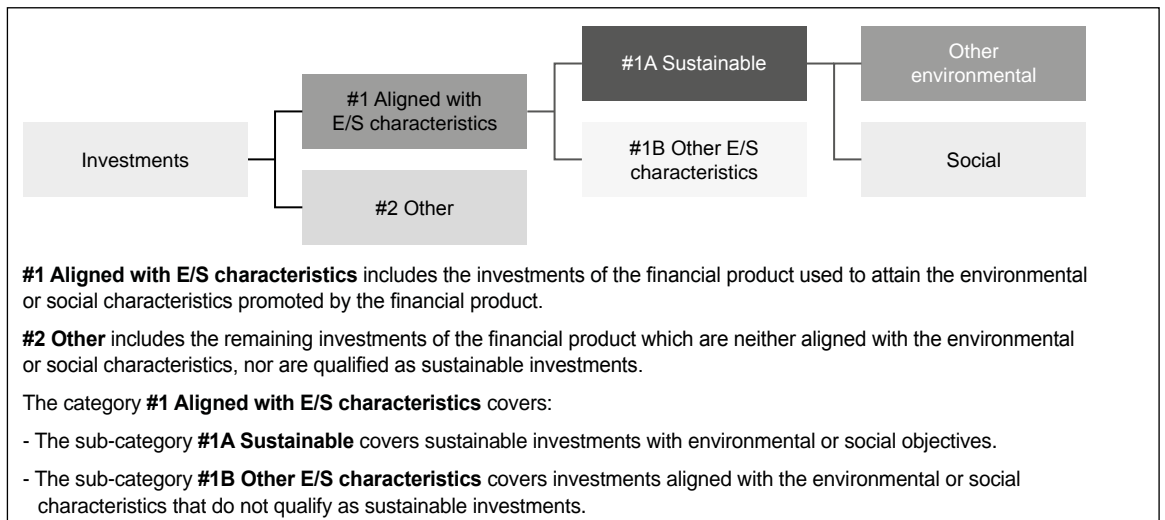 #1A Sustainable
Other
environmental
#1 Aligned with
E/S characteristics
Investments
#1B Other E/S
characteristics
Social
#2 Other
#1 Aligned with E/S characteristics includes the investments of the financial product used to attain the environmental
or social characteristics promoted by the financial product.
#2 Other includes the remaining investments of the financial product which are neither aligned with the environmental
or social characteristics, nor are qualified as sustainable investments.
The category #1 Aligned with E/S characteristics covers:
- The sub-category #1A Sustainable covers sustainable investments with environmental or social objectives.
- The sub-category #1B Other E/S characteristics covers investments aligned with the environmental or social
characteristics that do not qualify as sustainable investments.